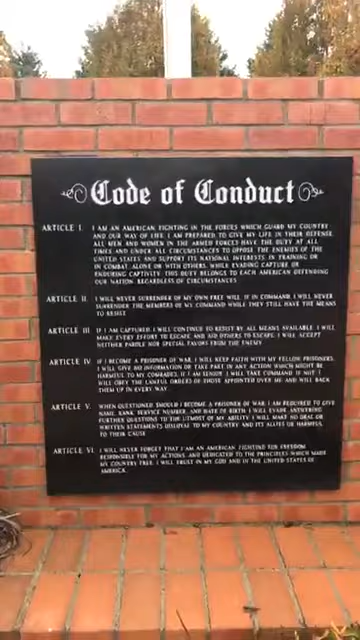 Code of Conduct
ARTICLE I. I AM AN AMERICAN FIGHTING IN THE FORCES WHICH GUARD MY COUNTRY
AND OUR WAY OF LIFE. I AM PREPARED TO GIVE MY LIFE IN THEIR DEFENSE.
ALL MEN AND WOMEN IN THE ARMED FORCES HAVE THE DUTY AT ALL
TIMES AND UNDER ALL CIRCUMSTANCES TO OPPOSE THE ENEMIES OF THE
UNITED STATES AND SUPPORT ITS NATIONAL INTERESTS IN TRAINING OR
IN COMBAT, ALONE OR WITH OTHERS, WHILE EVADING CAPTURE OR
ENDURING CAPTIVITY. THIS DUTY BELONGS TO EACH AMERICAN DEFENDING
OUR NATION, REGARDLESS OF CIRCUMSTANCES
ARTICLE II. I WILL NEVER SURRENDER OF MY OWN FREE WILL. IF IN COMMAND, I WILL NEVER
SURRENDER THE MEMBERS OF MY COMMAND WHILE THEY STILL HAVE THE MEANS
TO RESIST
ARTICLE III. IF I AM CAPTURED, I WILL CONTINUE TO RESIST BY ALL MEANS AVAILABLE. I WILL
MAKE EVERY EFFORT TO ESCAPE AND AID OTHERS TO ESCAPE. I WILL ACCEPT
NEITHER PAROLE NOR SPECIAL FAVORS FROM THE ENEMY.
ARTICLE IV. IF I BECOME A PRISONER OF WAR, I WILL KEEP FAITH WITH MY FELLOW PRISONERS.
I WILL GIVE NO INFORMATION OR TAKE PART IN ANY ACTION WHICH MIGHT BE
HARMFUL TO MY COMRADES. IF I AM SENIOR, I WILL TAKE COMMAND. IF NOT I
WILL OBEY THE LAWFUL ORDERS OF THOSE APPOINTED OVER ME AND WILL BACK
THEM UP IN EVERY WAY.
ARTICLE V. WHEN QUESTIONED, SHOULD I BECOME A PRISONER OF WAR, I AM REQUIRED TO GIVE
NAME, RANK, SERVICE NUMBER, AND DATE OF BIRTH. I WILL EVADE ANSWERING
FURTHER QUESTIONS TO THE UTMOST OF MY ABILITY. I WILL MAKE NO ORAL OR
WRITTEN STATEMENTS DISLOYAL TO MY COUNTRY AND ITS ALLIES OR HARMFUL
TO THEIR CAUSE
ARTICLE VI. I WILL NEVER FORGET THAT I AM AN AMERICAN, FIGHTING FOR FREEDOM,
RESPONSIBLE FOR MY ACTIONS, AND DEDICATED TO THE PRINCIPLES WHICH MADE
MY COUNTRY FREE. I WILL TRUST IN MY GOD AND IN THE UNITED STATES OF
AMERICA.